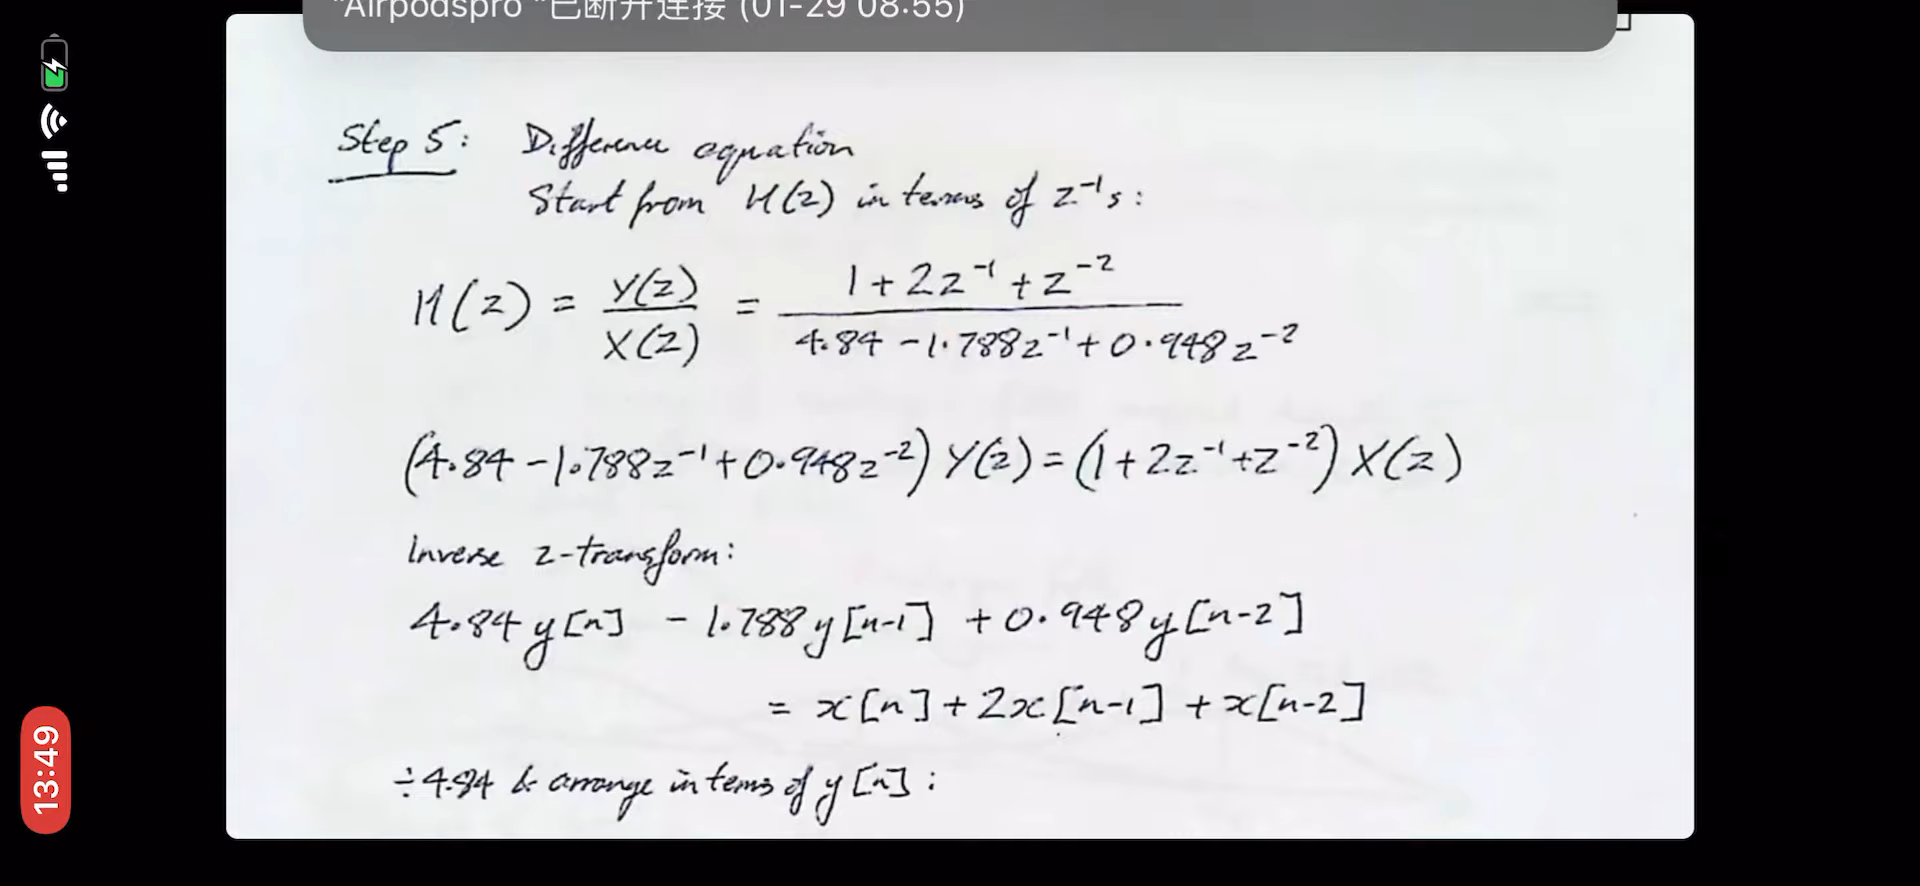 "Airpodspro "已断开连接 (01-29 08:55)
Step 5: Difference equation
Start from H(z) in terms of z⁻¹s:
H(z) = Y(z)/X(z) = (1+2z⁻¹+z⁻²)/(4.84-1.788z⁻¹+0.948z⁻²)
(4.84-1.788z⁻¹+0.948z⁻²) Y(z) = (1+2z⁻¹+z⁻²) X(z)
Inverse z-transform:
4.84 y[n] - 1.788 y[n-1] + 0.948 y[n-2]
= x[n] + 2x[n-1] + x[n-2]
÷4.84 & arrange in terms of y[n]:
13:49